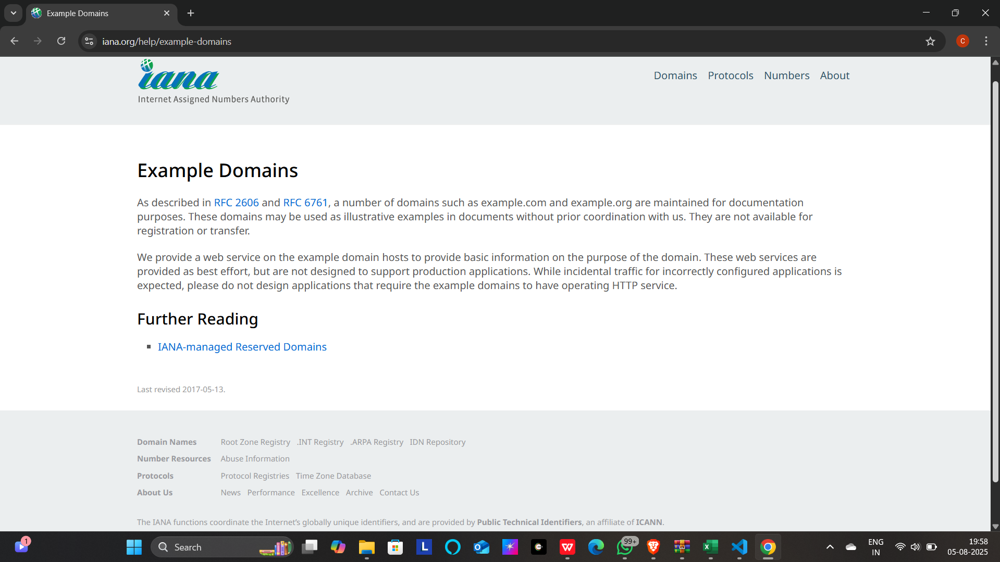 Example Domains
iana.org/help/example-domains
C
iana
Internet Assigned Numbers Authority
Domains Protocols Numbers About
Example Domains
As described in RFC 2606 and RFC 6761, a number of domains such as example.com and example.org are maintained for documentation
purposes. These domains may be used as illustrative examples in documents without prior coordination with us. They are not available for
registration or transfer.
We provide a web service on the example domain hosts to provide basic information on the purpose of the domain. These web services are
provided as best effort, but are not designed to support production applications. While incidental traffic for incorrectly configured applications is
expected, please do not design applications that require the example domains to have operating HTTP service.
Further Reading
IANA-managed Reserved Domains
Last revised 2017-05-13.
Domain Names Root Zone Registry .INT Registry .ARPA Registry IDN Repository
Number Resources Abuse Information
Protocols Protocol Registries Time Zone Database
About Us News Performance Excellence Archive Contact Us
The IANA functions coordinate the Internet's globally unique identifiers, and are provided by Public Technical Identifiers, an affiliate of ICANN.
1
Search
L
99+
ENG
IN
19:58
05-08-2025